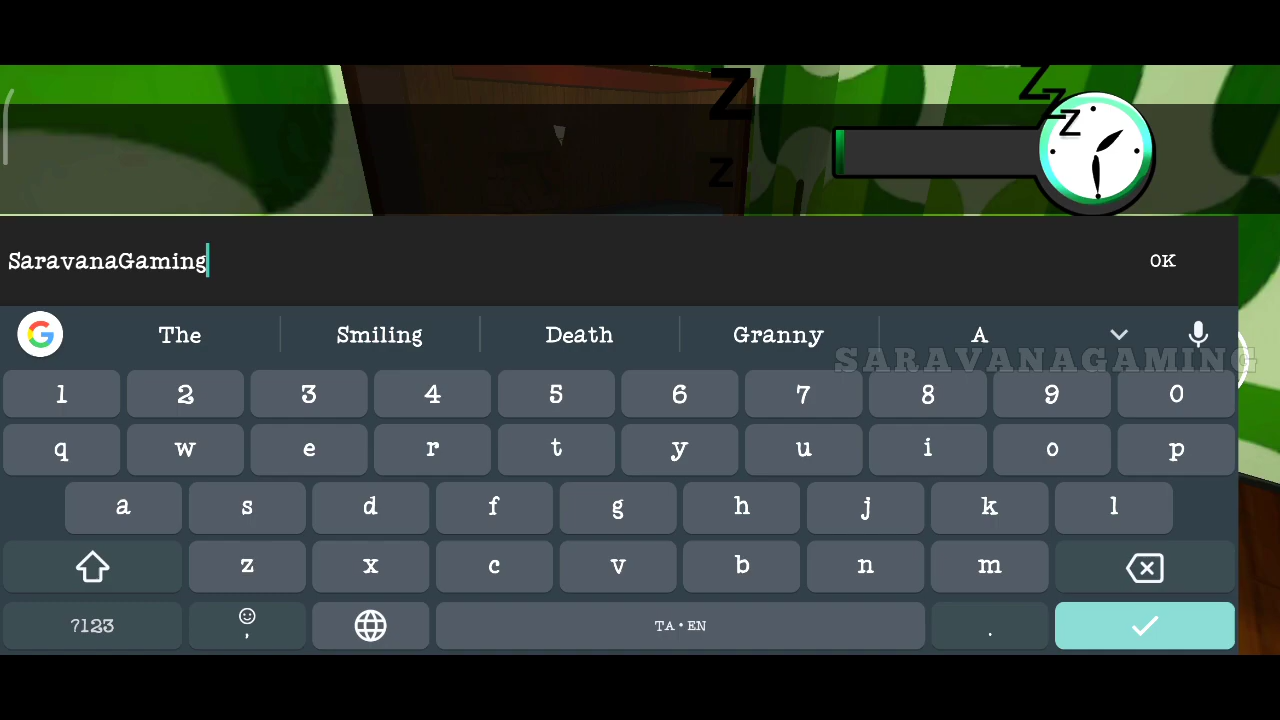 Z
Z
Z
Z
Z
Z
SaravanaGaming
OK
The Smiling Death Granny A
SARAVANAGAMING
1 2 3 4 5 6 7 8 9 0
q w e r t y u i o p
a s d f g h j k l
z x c v b n m
?123 , TA • EN .